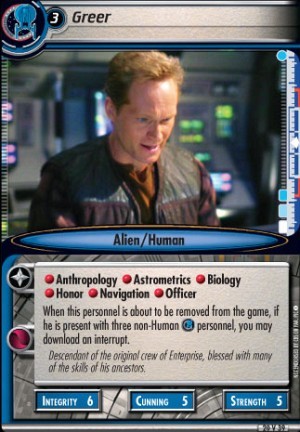 3 Greer
Alien/Human
Anthropology Astrometrics Biology
Honor Navigation Officer
When this personnel is about to be removed from the game, if
he is present with three non-Human personnel, you may
download an interrupt.
Descendant of the original crew of Enterprise, blessed with many
of the skills of his ancestors.
INTEGRITY 6 CUNNING 5 STRENGTH 5